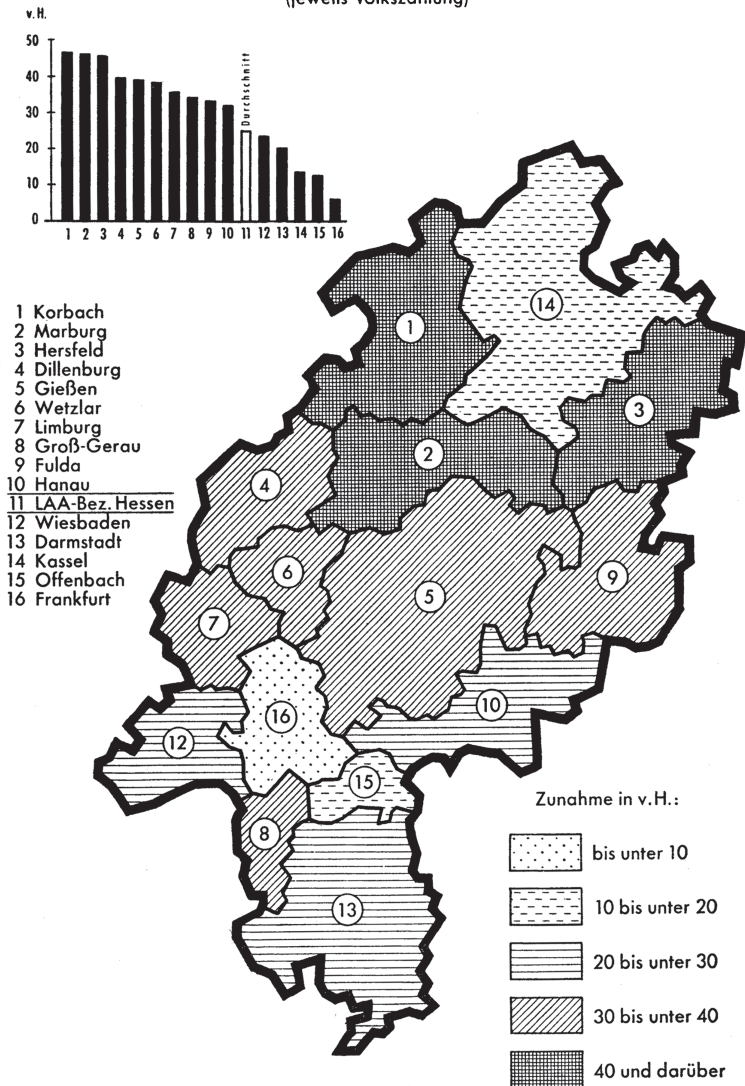 (jeweils Volkszählung)
v.H.
50
40
30
20
10
0
Durchschnitt
1 2 3 4 5 6 7 8 9 10 11 12 13 14 15 16
1 Korbach
2 Marburg
3 Hersfeld
4 Dillenburg
5 Gießen
6 Wetzlar
7 Limburg
8 Groß-Gerau
9 Fulda
10 Hanau
11 LAA-Bez. Hessen
12 Wiesbaden
13 Darmstadt
14 Kassel
15 Offenbach
16 Frankfurt
14
1
3
2
4
6
5
9
7
10
16
12
15
8
13
Zunahme in v.H.:
bis unter 10
10 bis unter 20
20 bis unter 30
30 bis unter 40
40 und darüber